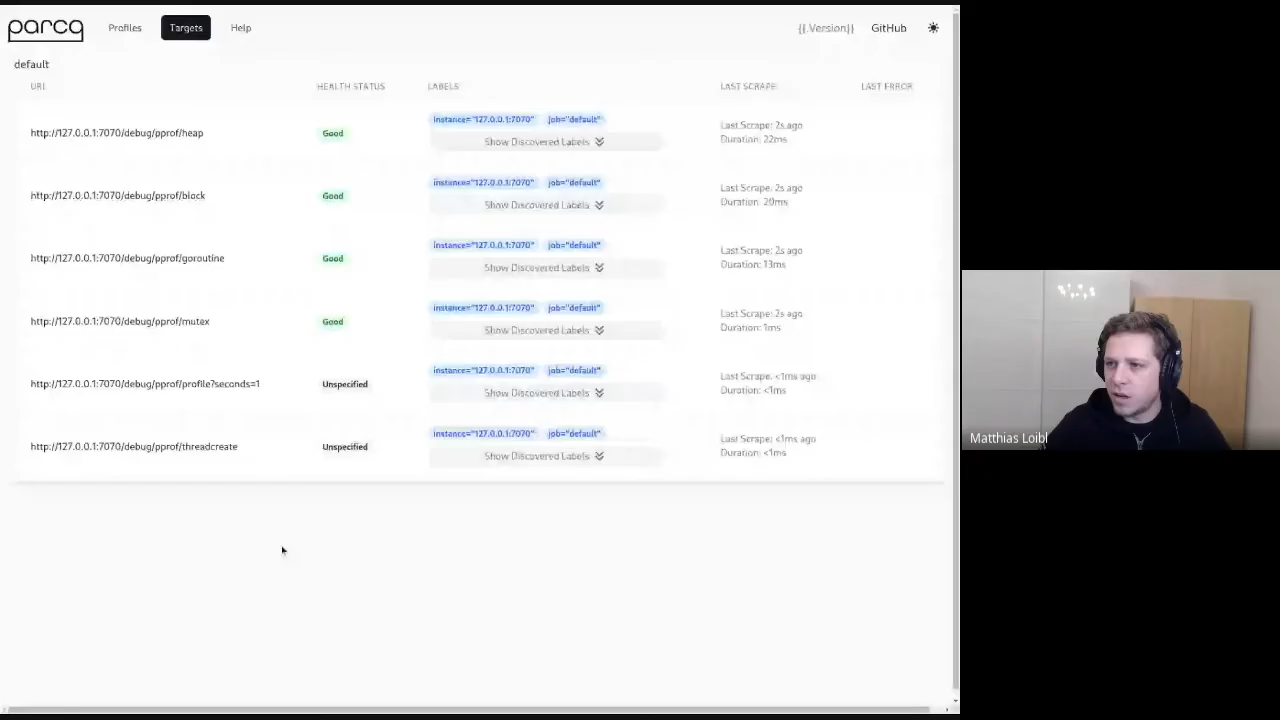 parca Profiles Targets Help {{.Version}} GitHub
default
URL HEALTH STATUS LABELS LAST SCRAPE LAST ERROR
http://127.0.0.1:7070/debug/pprof/heap Good instance="127.0.0.1:7070" job="default" Last Scrape: 2s ago
Show Discovered Labels Duration: 22ms
http://127.0.0.1:7070/debug/pprof/block Good instance="127.0.0.1:7070" job="default" Last Scrape: 2s ago
Show Discovered Labels Duration: 20ms
http://127.0.0.1:7070/debug/pprof/goroutine Good instance="127.0.0.1:7070" job="default" Last Scrape: 2s ago
Show Discovered Labels Duration: 13ms
http://127.0.0.1:7070/debug/pprof/mutex Good instance="127.0.0.1:7070" job="default" Last Scrape: 2s ago
Show Discovered Labels Duration: 1ms
http://127.0.0.1:7070/debug/pprof/profile?seconds=1 Unspecified instance="127.0.0.1:7070" job="default" Last Scrape: <1ms ago
Show Discovered Labels Duration: <1ms
http://127.0.0.1:7070/debug/pprof/threadcreate Unspecified instance="127.0.0.1:7070" job="default" Last Scrape: <1ms ago
Show Discovered Labels Duration: <1ms
Matthias Loibl